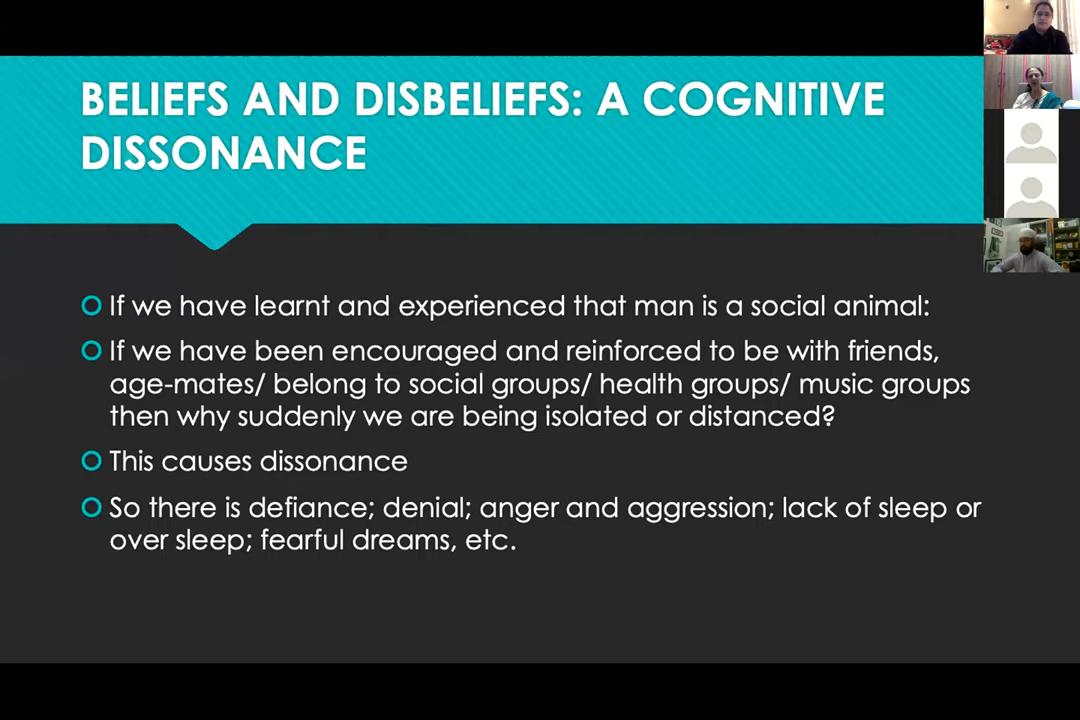 BELIEFS AND DISBELIEFS: A COGNITIVE
DISSONANCE
If we have learnt and experienced that man is a social animal:
If we have been encouraged and reinforced to be with friends,
age-mates/ belong to social groups/ health groups/ music groups
then why suddenly we are being isolated or distanced?
This causes dissonance
So there is defiance; denial; anger and aggression; lack of sleep or
over sleep; fearful dreams, etc.